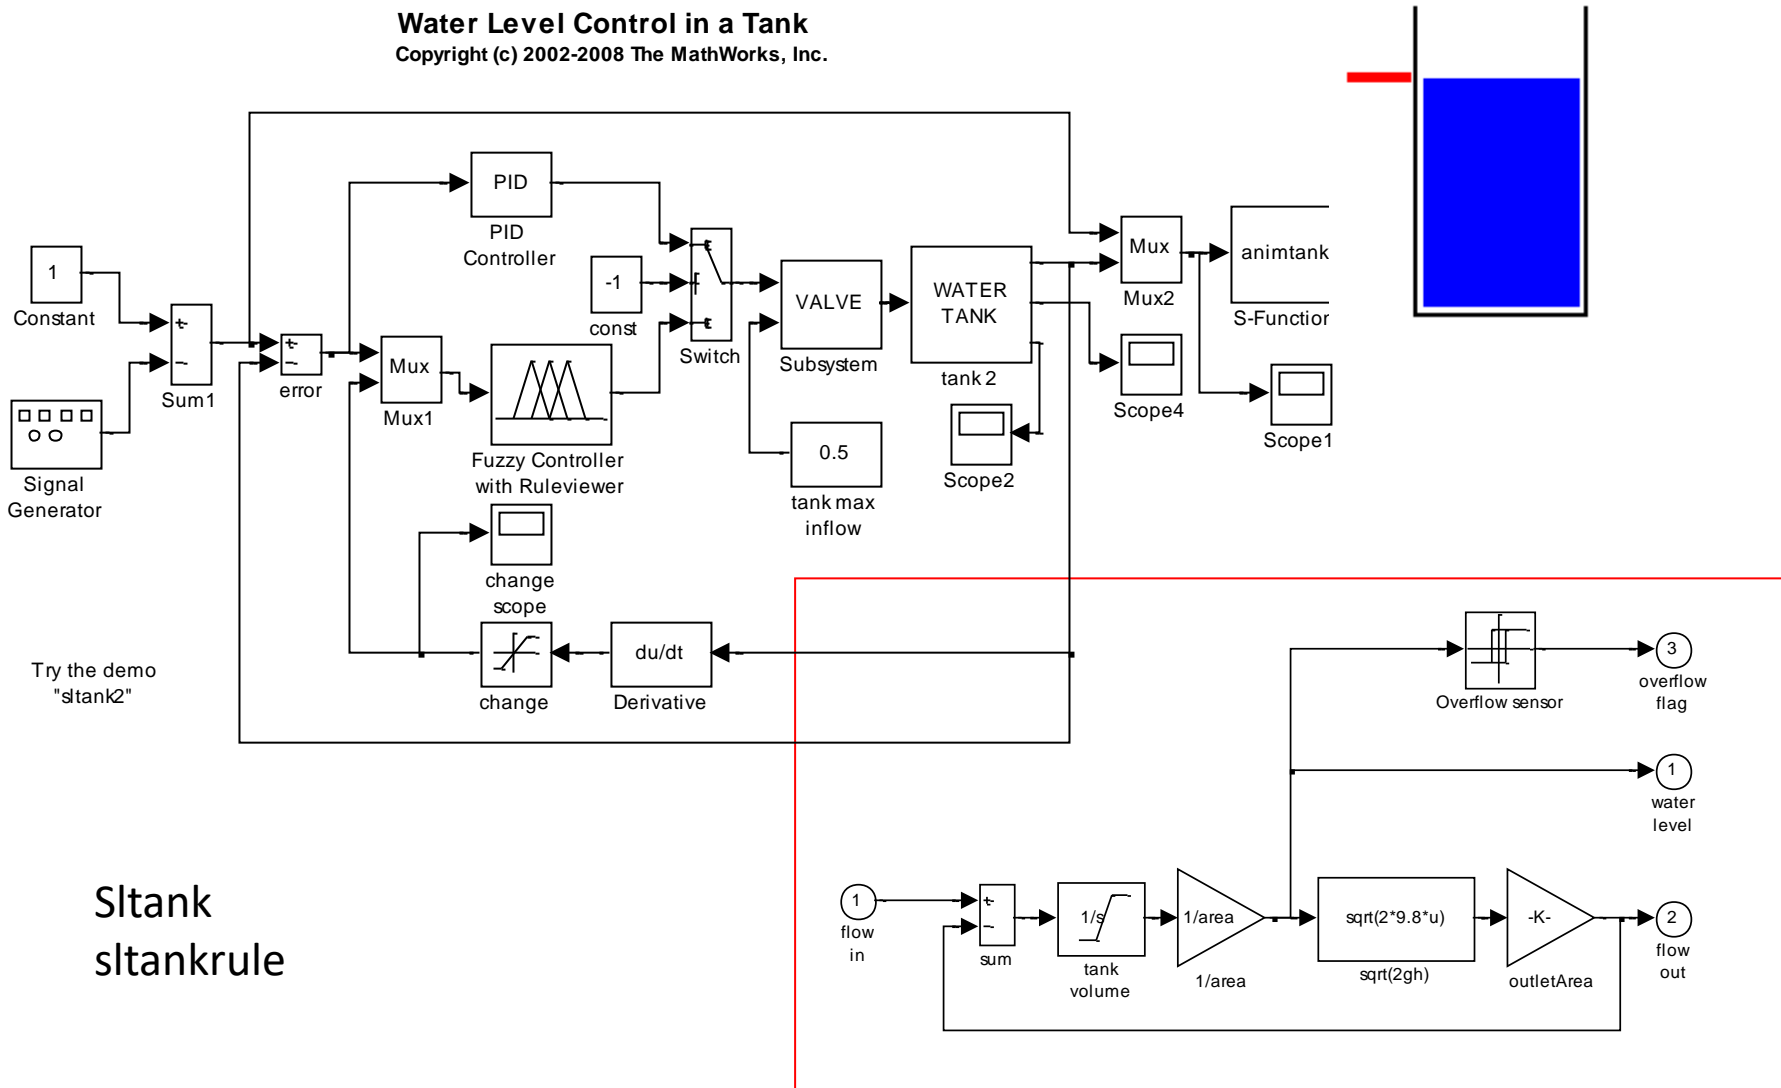 Water Level Control in a Tank
Copyright (c) 2002-2008 The MathWorks, Inc.
PID
PID
Controller
1
Constant
Signal
Generator
Sum1
error
Mux
Mux1
-1
const
Fuzzy Controller
with Ruleviewer
Switch
VALVE
Subsystem
WATER
TANK
tank 2
0.5
tank max
inflow
Scope2
Mux
Mux2
Scope4
animtank
S-Function
Scope1
change
scope
change
du/dt
Derivative
Try the demo
"sltank2"
Sltank
sltankrule
Overflow sensor
3
overflow
flag
1
water
level
1
flow
in
sum
1/s
tank
volume
1/area
1/area
sqrt(2*9.8*u)
sqrt(2gh)
-K-
outletArea
2
flow
out